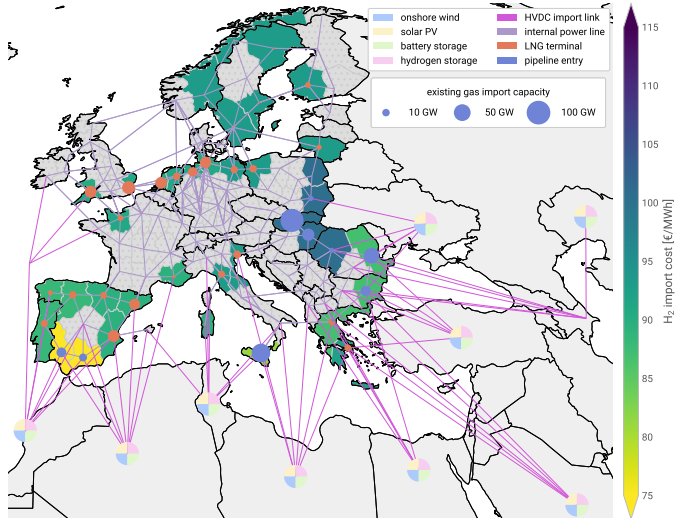 onshore wind
solar PV
battery storage
hydrogen storage
HVDC import link
internal power line
LNG terminal
pipeline entry
existing gas import capacity
10 GW
50 GW
100 GW
115
110
105
100
95
90
85
80
75
H₂ import cost [€/MWh]